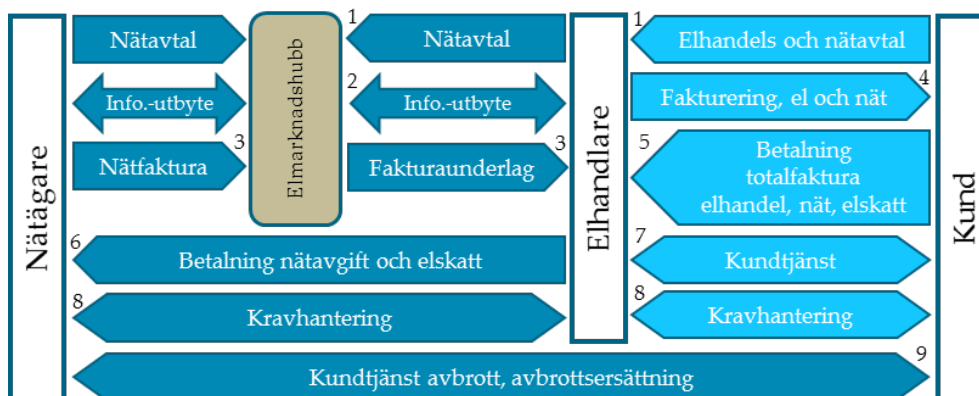 Nätägare
Nätavtal
Info.-utbyte
Nätfaktura
3
Elmarknadshubb
1
Nätavtal
2
Info.-utbyte
3
Fakturaunderlag
6
Betalning nätavgift och elskatt
8
Kravhantering
Elhandlare
1
Elhandels och nätavtal
4
Fakturering, el och nät
5
Betalning
totalfaktura
elhandel, nät, elskatt
7
Kundtjänst
8
Kravhantering
9
Kundtjänst avbrott, avbrottsersättning
Kund